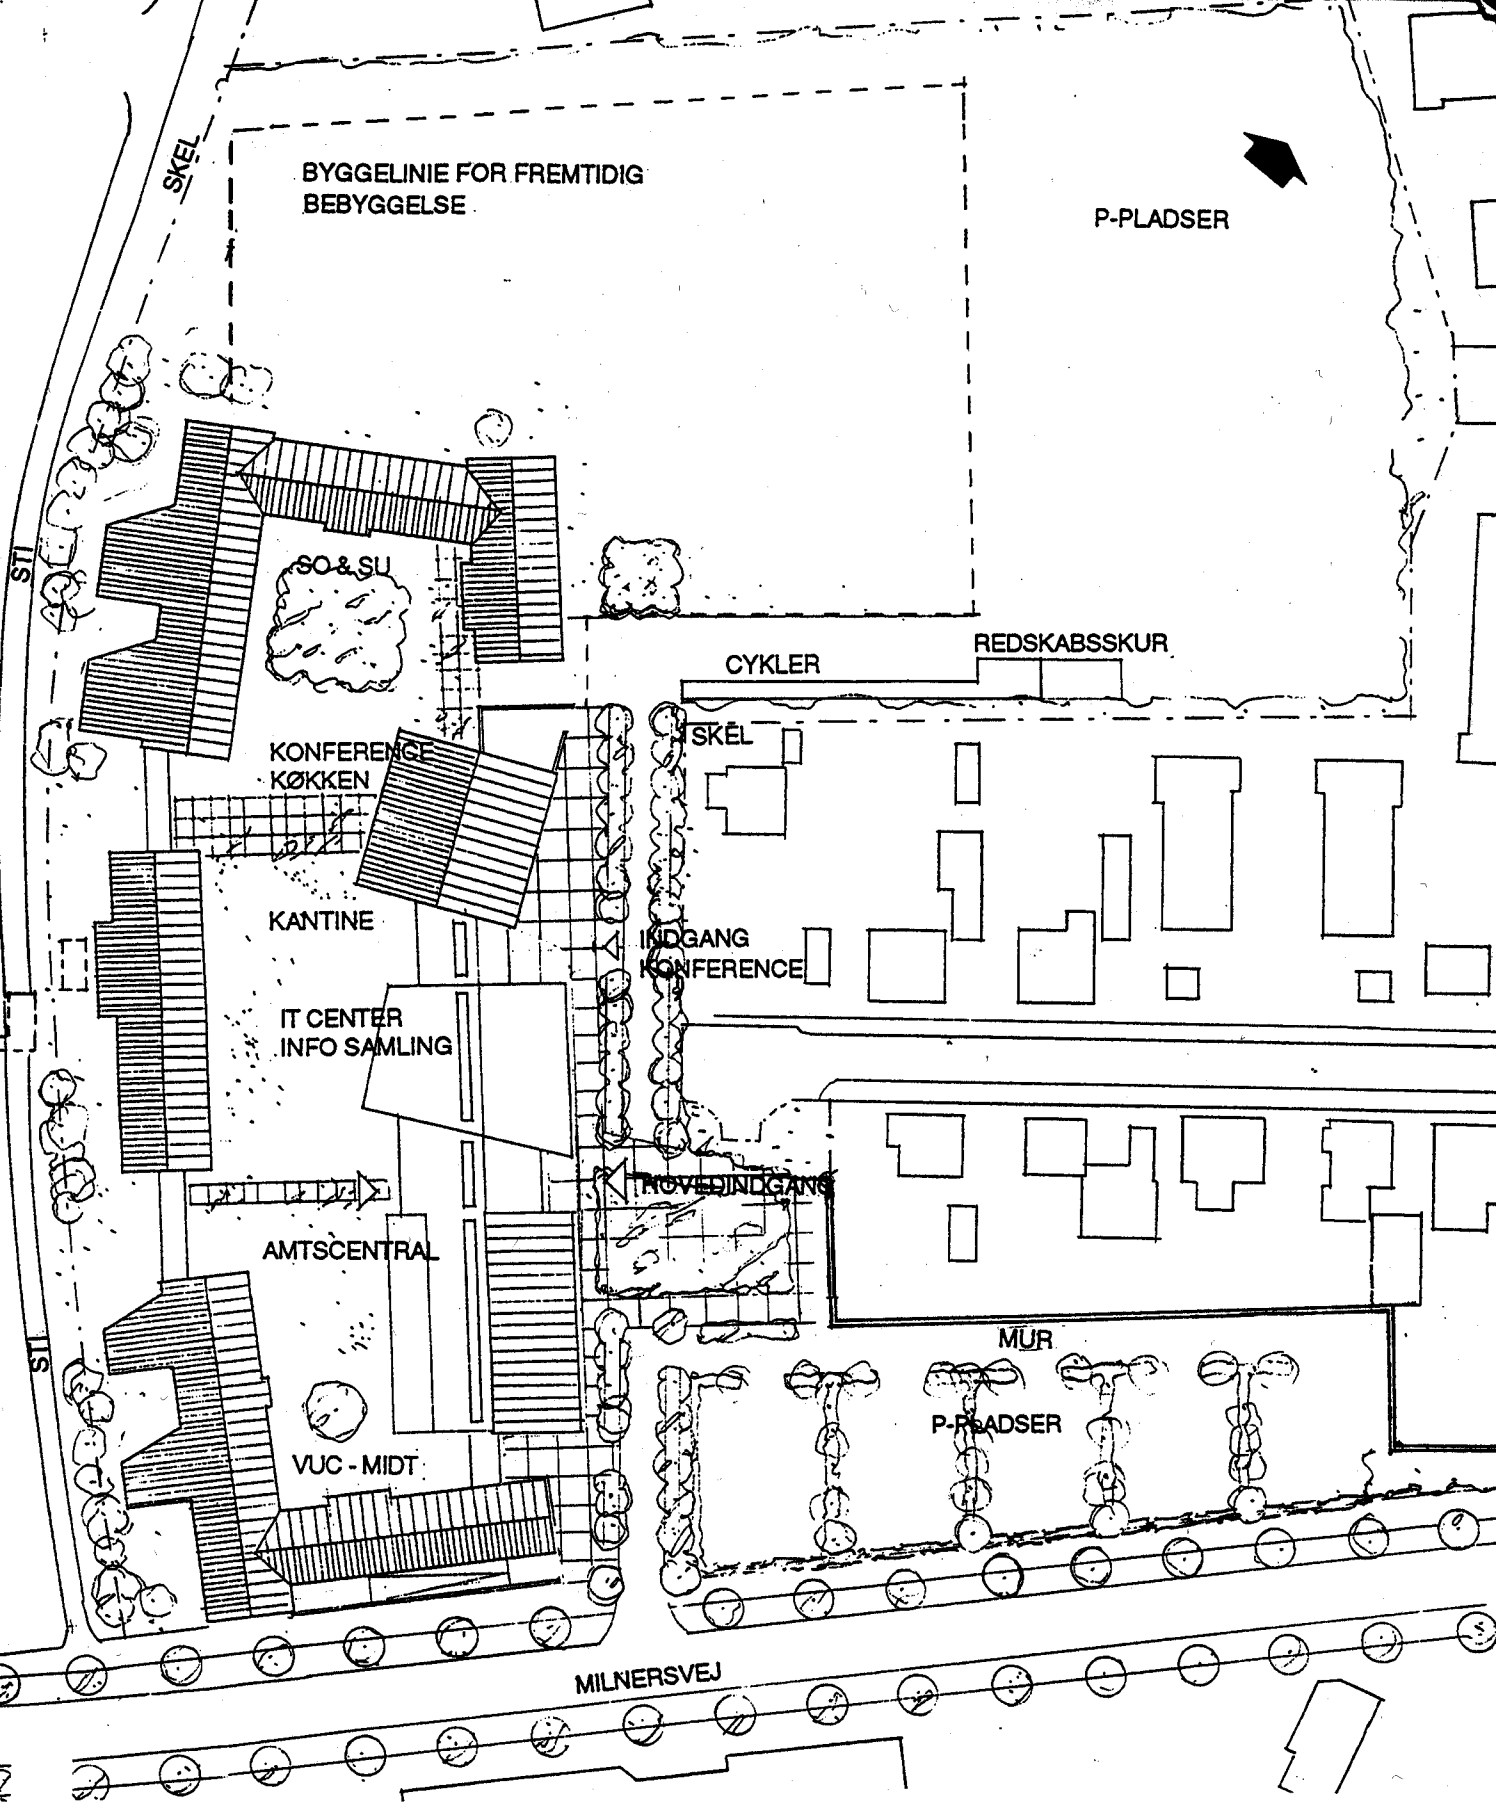 SKEL
BYGGELINIE FOR FREMTIDIG
BEBYGGELSE
P-PLADSER
STI
SO & SU
CYKLER
REDSKABSSKUR
SKEL
KONFERENCE
KØKKEN
KANTINE
INDGANG
KONFERENCE
IT CENTER
INFO SAMLING
HOVEDINDGANG
AMTSCENTRAL
STI
MUR
P-PLADSER
VUC - MIDT
MILNERSVEJ